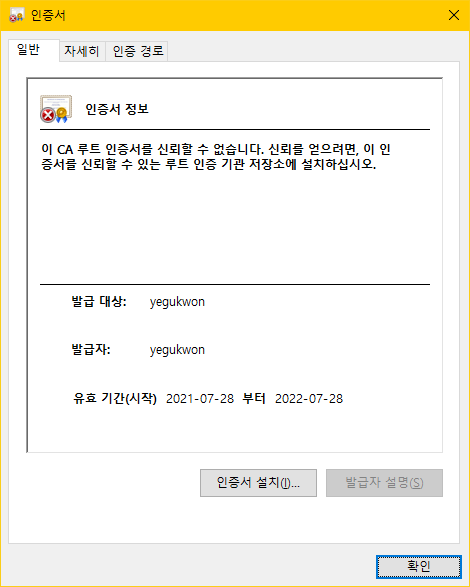 인증서
일반
자세히
인증 경로
인증서 정보
이 CA 루트 인증서를 신뢰할 수 없습니다. 신뢰를 얻으려면, 이 인
증서를 신뢰할 수 있는 루트 인증 기관 저장소에 설치하십시오.
발급 대상: yegukwon
발급자: yegukwon
유효 기간(시작) 2021-07-28 부터 2022-07-28
인증서 설치(I)...
발급자 설명(S)
확인